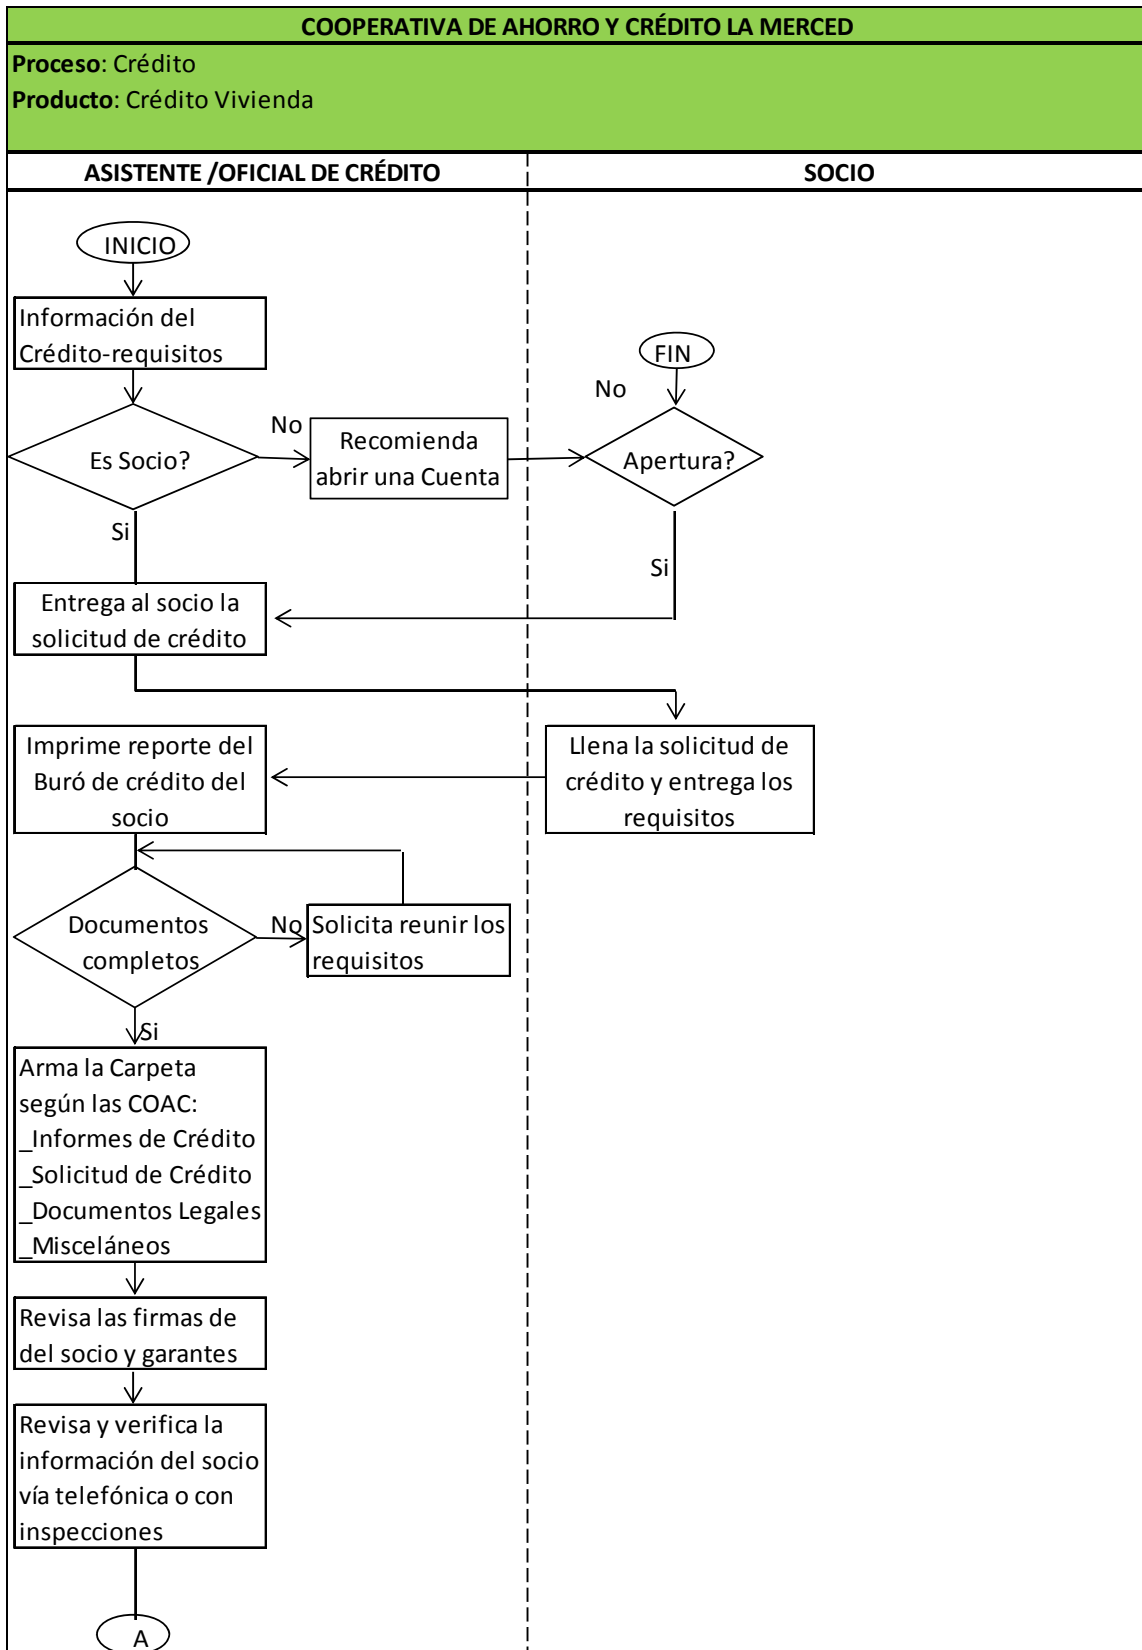 COOPERATIVA DE AHORRO Y CRÉDITO LA MERCED
Proceso: Crédito
Producto: Crédito Vivienda
ASISTENTE /OFICIAL DE CRÉDITO
SOCIO
INICIO
Información del
Crédito-requisitos
FIN
No
Es Socio?
No
Recomienda
abrir una Cuenta
Apertura?
Si
Si
Entrega al socio la
solicitud de crédito
Imprime reporte del
Buró de crédito del
socio
Llena la solicitud de
crédito y entrega los
requisitos
Documentos
completos
No
Solicita reunir los
requisitos
Si
Arma la Carpeta
según las COAC:
_Informes de Crédito
_Solicitud de Crédito
_Documentos Legales
_Misceláneos
Revisa las firmas de
del socio y garantes
Revisa y verifica la
información del socio
vía telefónica o con
inspecciones
A